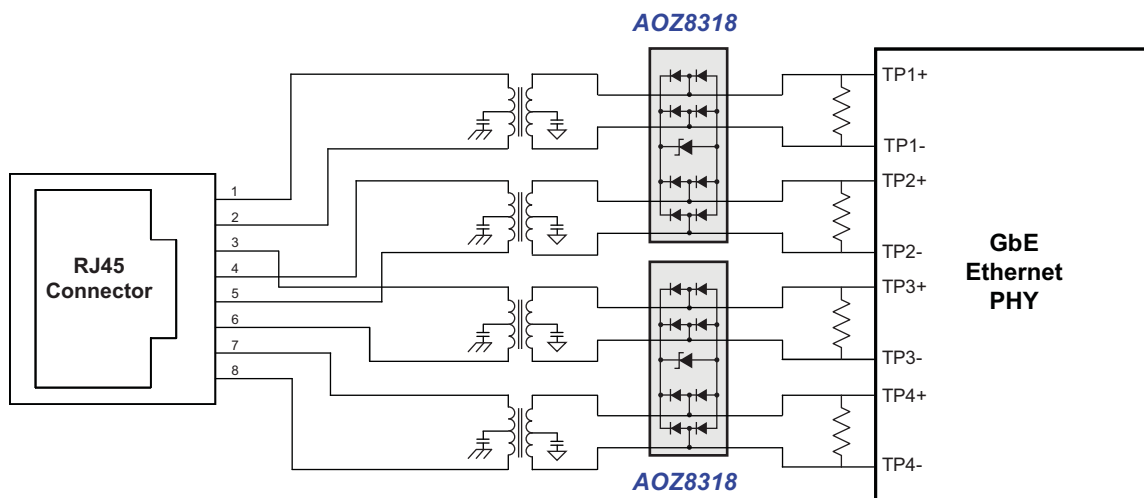 AOZ8318
RJ45
Connector
1
2
3
4
5
6
7
8
TP1+
TP1-
TP2+
TP2-
TP3+
TP3-
TP4+
TP4-
GbE
Ethernet
PHY
AOZ8318